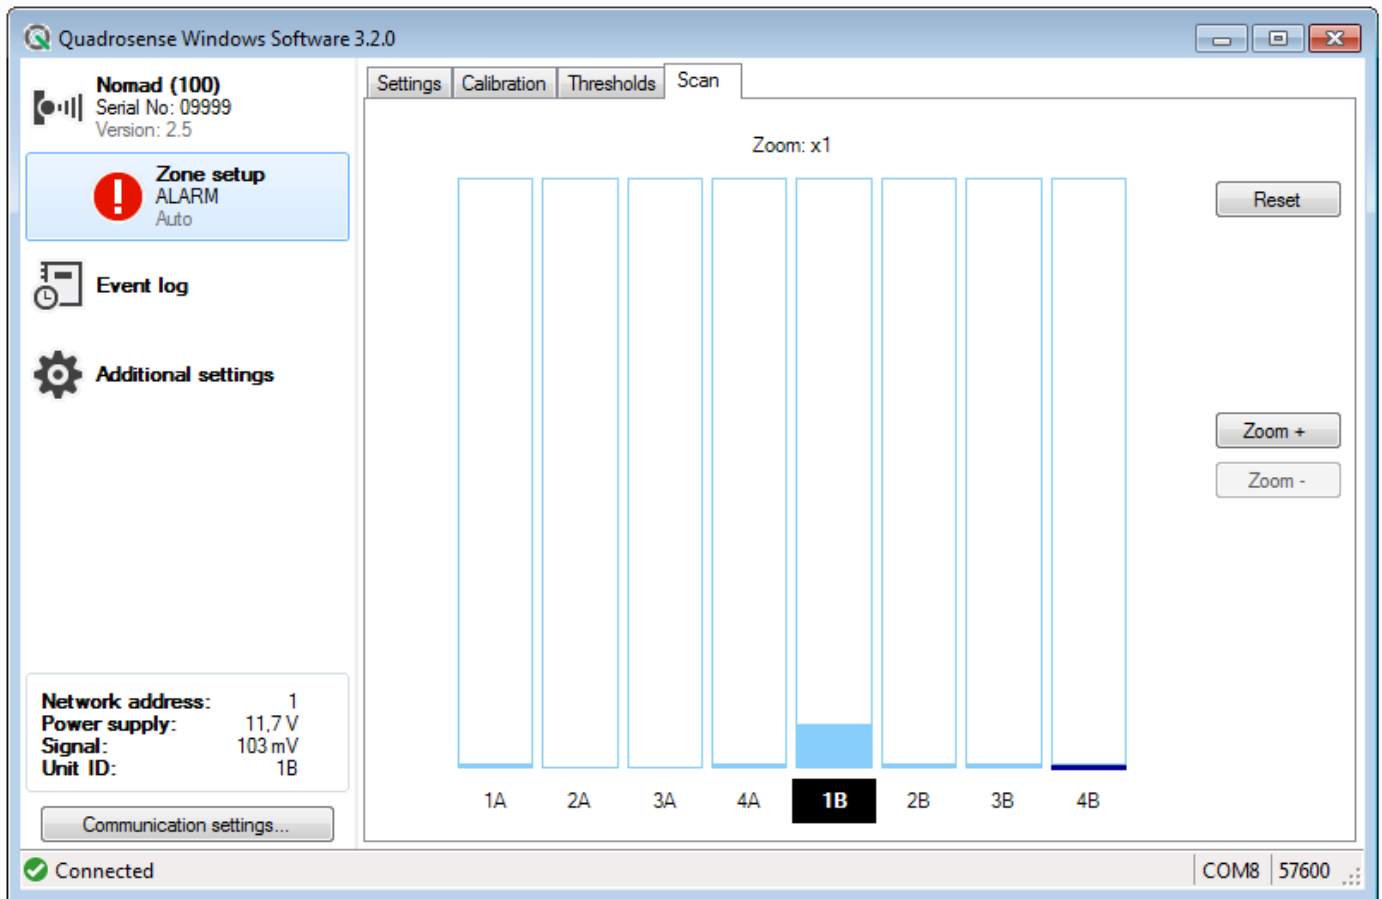 Quadrosense Windows Software 3.2.0
Nomad (100)
Serial No: 09999
Version: 2.5
Zone setup
ALARM
Auto
Event log
Additional settings
Network address: 1
Power supply: 11,7 V
Signal: 103 mV
Unit ID: 1B
Communication settings...
Settings Calibration Thresholds Scan
Zoom: x1
Reset
Zoom +
Zoom -
1A 2A 3A 4A 1B 2B 3B 4B
Connected COM8 57600